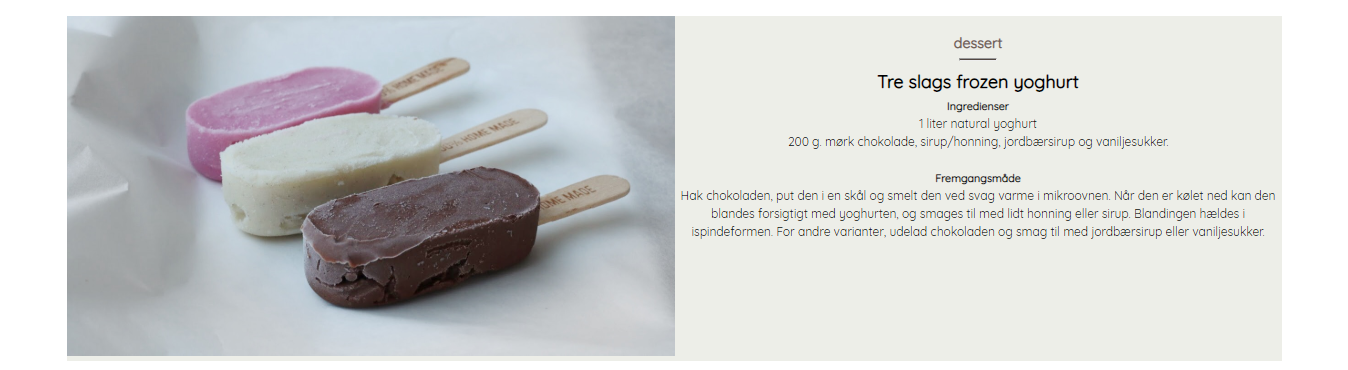 HOME MADE
HOME MADE
HOME MADE
dessert
Tre slags frozen yoghurt
Ingredienser
1 liter natural yoghurt
200 g. mørk chokolade, sirup/honning, jordbærsirup og vaniljesukker.
Fremgangsmåde
Hak chokoladen, put den i en skål og smelt den ved svag varme i mikroovnen. Når den er kølet ned kan den
blandes forsigtigt med yoghurten, og smages til med lidt honning eller sirup. Blandingen hældes i
ispindeformen. For andre varianter, udelad chokoladen og smag til med jordbærsirup eller vaniljesukker.